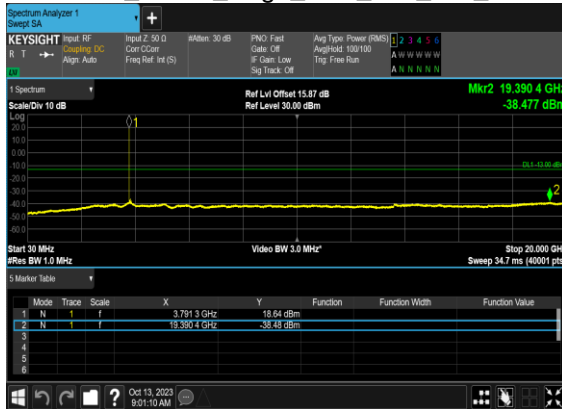 Spectrum Analyzer 1
Swept SA
+
KEYSIGHT
R T
LXI
Input: RF
Coupling: DC
Align: Auto
Input Z: 50 Ω
Corr CCorr
Freq Ref: Int (S)
#Atten: 30 dB
PNO: Fast
Gate: Off
IF Gain: Low
Sig Track: Off
Avg Type: Power (RMS)
Avg|Hold: 100/100
Trig: Free Run
1 2 3 4 5 6
A W W W W W
A N N N N N
1 Spectrum
Scale/Div 10 dB
Ref Lvl Offset 15.87 dB
Ref Level 30.00 dBm
Mkr2 19.390 4 GHz
-38.477 dBm
Log
20.0
10.0
0.00
-10.0
-20.0
-30.0
-40.0
-50.0
-60.0
1
DL1 -13.00 dBm
2
Start 30 MHz
#Res BW 1.0 MHz
Video BW 3.0 MHz*
Stop 20.000 GHz
Sweep 34.7 ms (40001 pts)
5 Marker Table
Mode Trace Scale X Y Function Function Width Function Value
1 N 1 f 3.791 3 GHz 18.64 dBm
2 N 1 f 19.390 4 GHz -38.48 dBm
3
4
5
6
?
Oct 13, 2023
9:01:10 AM